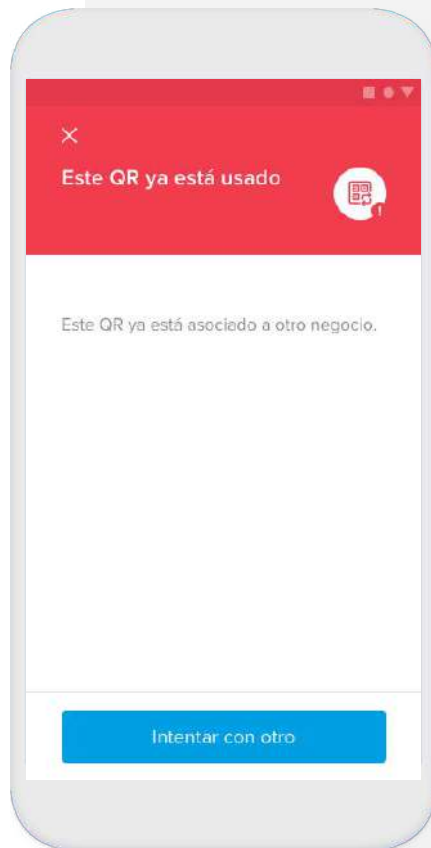 Este QR ya está usado
Este QR ya está asociado a otro negocio.
Intentar con otro